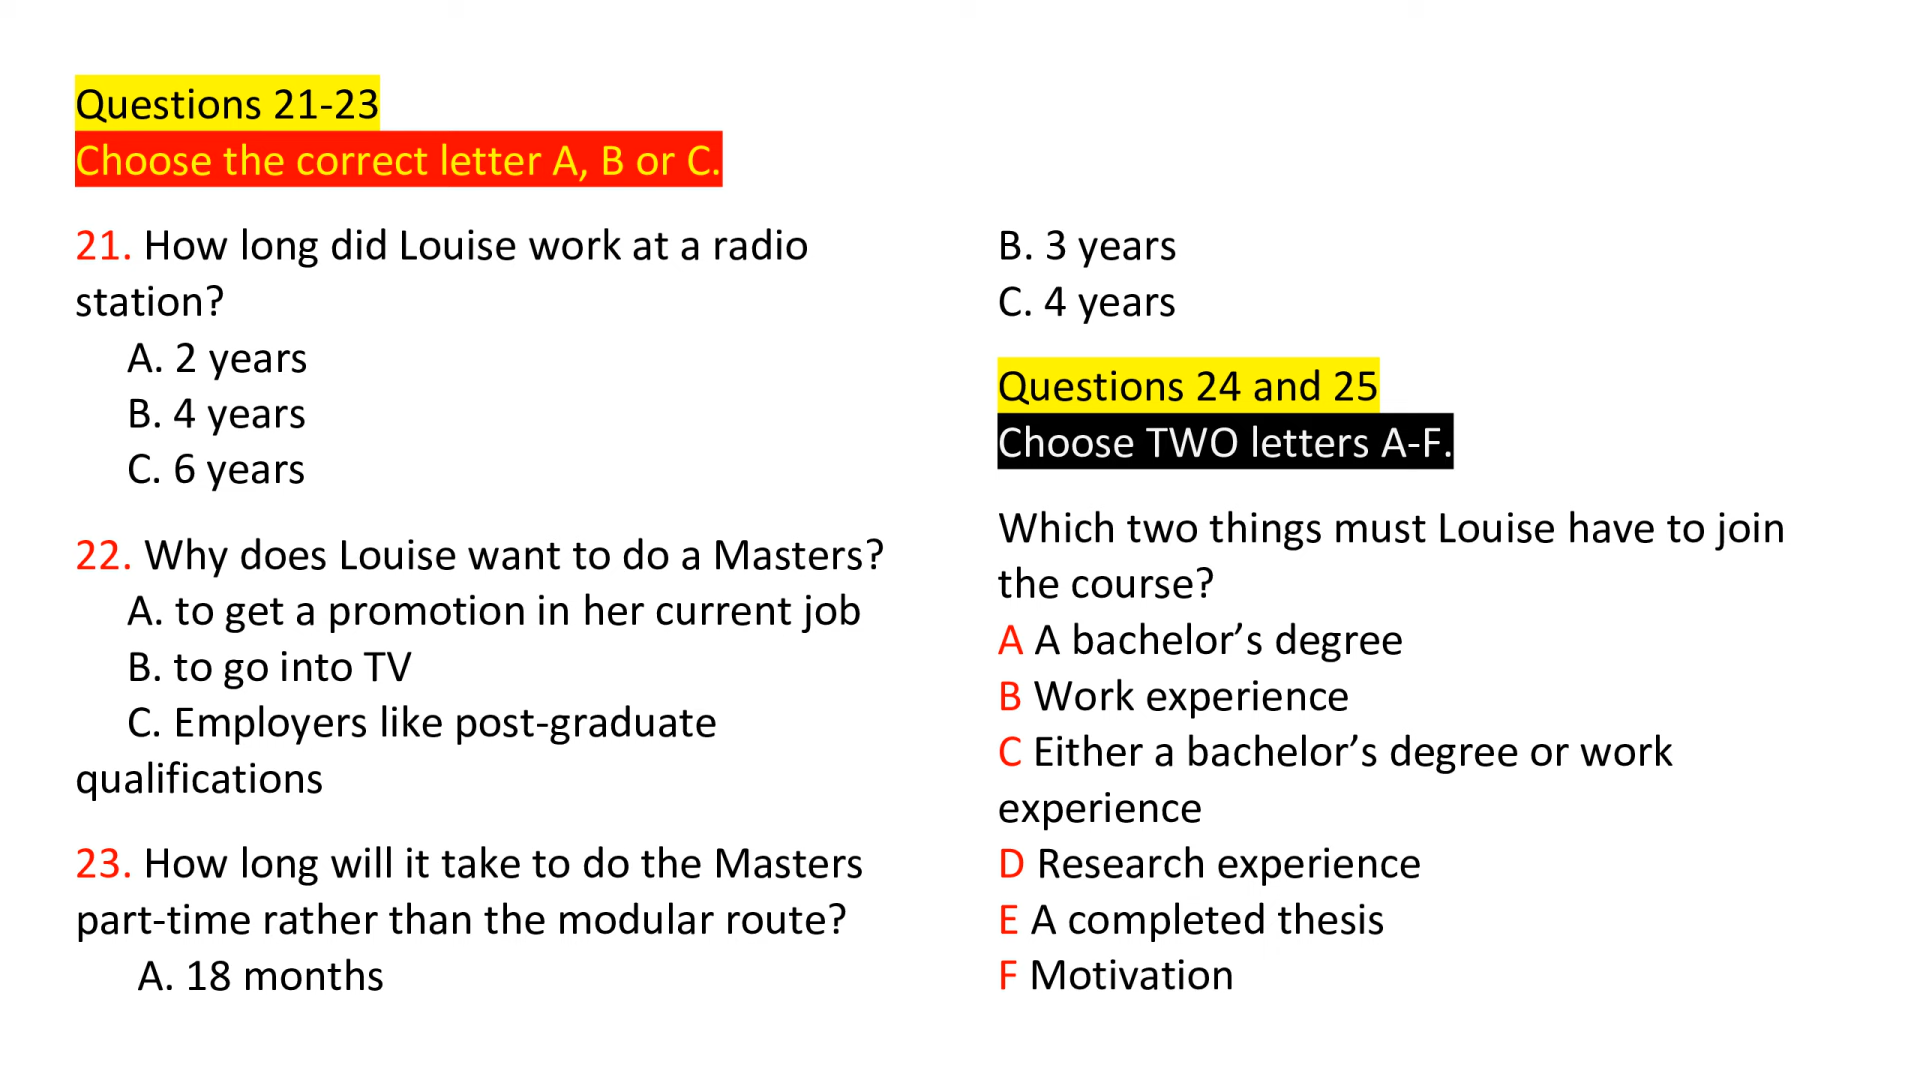 Questions 21-23
Choose the correct letter A, B or C.
21. How long did Louise work at a radio
station?
A. 2 years
B. 4 years
C. 6 years
22. Why does Louise want to do a Masters?
A. to get a promotion in her current job
B. to go into TV
C. Employers like post-graduate
qualifications
23. How long will it take to do the Masters
part-time rather than the modular route?
A. 18 months
B. 3 years
C. 4 years
Questions 24 and 25
Choose TWO letters A-F.
Which two things must Louise have to join
the course?
A A bachelor’s degree
B Work experience
C Either a bachelor’s degree or work
experience
D Research experience
E A completed thesis
F Motivation